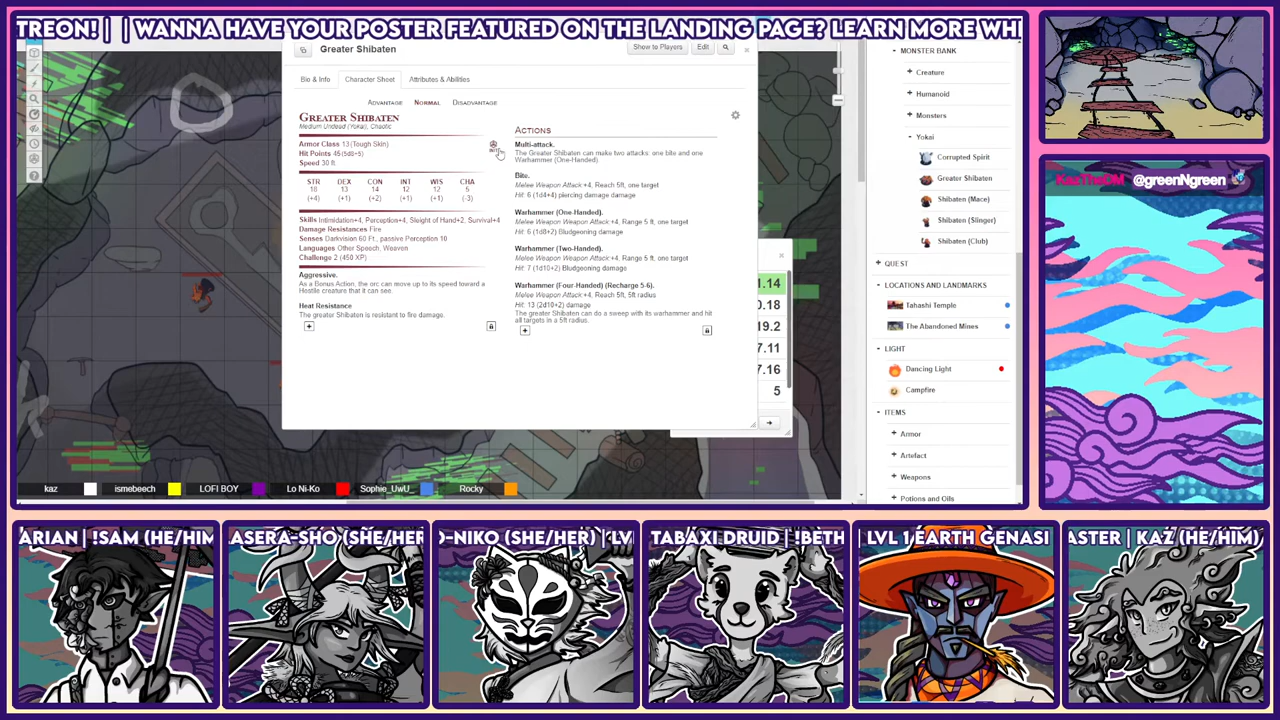 TREON! | | WANNA HAVE YOUR POSTER FEATURED ON THE LANDING PAGE? LEARN MORE WH
Greater Shibaten
Show to Players
Edit
Bio & Info
Character Sheet
Attributes & Abilities
ADVANTAGE
NORMAL
DISADVANTAGE
GREATER SHIBATEN
Medium Undead (Yokai), Chaotic
Armor Class 13 (Tough Skin)
Speed 30 ft
STR DEX CON INT WIS CHA
18 13 14 12 12 5
(+4) (+1) (+2) (+1) (+1) (-3)
Skills Intimidation+4, Perception+4, Sleight of Hand+2, Survival+4
Damage Resistances Fire
Senses Darkvision 60 Ft., passive Perception 10
Languages Other Speech, Weaven
Challenge 2 (450 XP)
Aggressive.
As a Bonus Action, the orc can move up to its speed toward a
Hostile creature that it can see.
Heat Resistance
The greater Shibaten is resistant to fire damage.
ACTIONS
Multi-attack.
The Greater Shibaten can make two attacks: one bite and one
Warhammer (One-Handed)
Bite.
Melee Weapon Attack:+4, Reach 5ft, one target
Hit: 6 (1d4+4) piercing damage damage
Warhammer (One-Handed).
Melee Weapon Weapon Attack:+4, Range 5 ft, one target
Hit: 6 (1d8+2) Bludgeoning damage
Warhammer (Two-Handed).
Melee Weapon Weapon Attack:+4, Range 5 ft, one target
Hit: 7 (1d10+2) Bludgeoning damage
Warhammer (Four-Handed) (Recharge 5-6).
Melee Weapon Attack:+4, Reach 5ft, 5ft radius
Hit: 13 (2d10+2) damage
The greater Shibaten can do a sweep with its warhammer and hit
all targets in a 5ft radius.
1.14
0.18
19.2
7.11
7.16
5
MONSTER BANK
Creature
Humanoid
Monsters
Yokai
Corrupted Spirit
Greater Shibaten
Shibaten (Mace)
Shibaten (Slinger)
Shibaten (Club)
QUEST
LOCATIONS AND LANDMARKS
Tahashi Temple
The Abandoned Mines
LIGHT
Dancing Light
Campfire
ITEMS
Armor
Artefact
Weapons
Potions and Oils
KazTheDM @greenNgreen
kaz
ismebeech
LOFI BOY
Lo Ni-Ko
Sophie_UwU_
Rocky
ARIAN | !SAM (HE/HIM
ASERA-SHO (SHE/HER
O-NIKO (SHE/HER) | LVL
TABAXI DRUID | !BETH
| LVL 1 EARTH GENASI
ASTER | KAZ (HE/HIM)